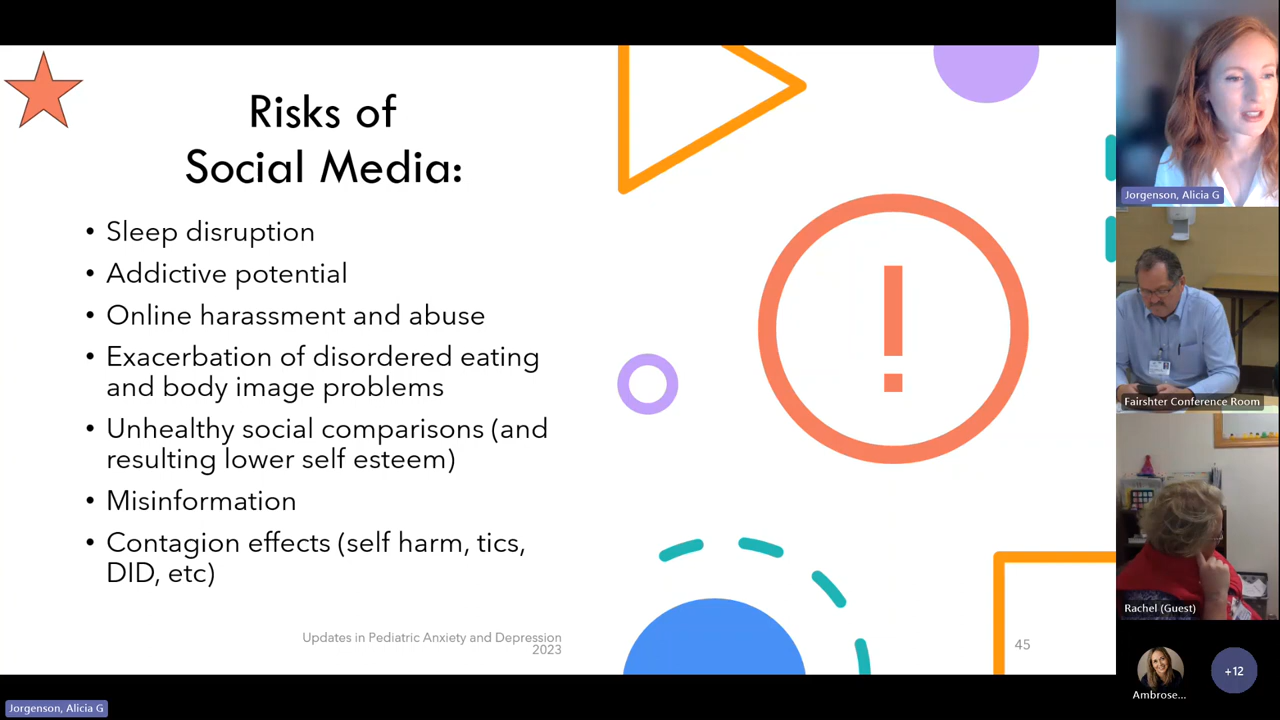 Risks of
Social Media:
• Sleep disruption
• Addictive potential
• Online harassment and abuse
• Exacerbation of disordered eating
and body image problems
• Unhealthy social comparisons (and
resulting lower self esteem)
• Misinformation
• Contagion effects (self harm, tics,
DID, etc)
Updates in Pediatric Anxiety and Depression
2023
45
!
Jorgenson, Alicia G
Jorgenson, Alicia G
Fairshter Conference Room
Rachel (Guest)
Ambrose...
+12